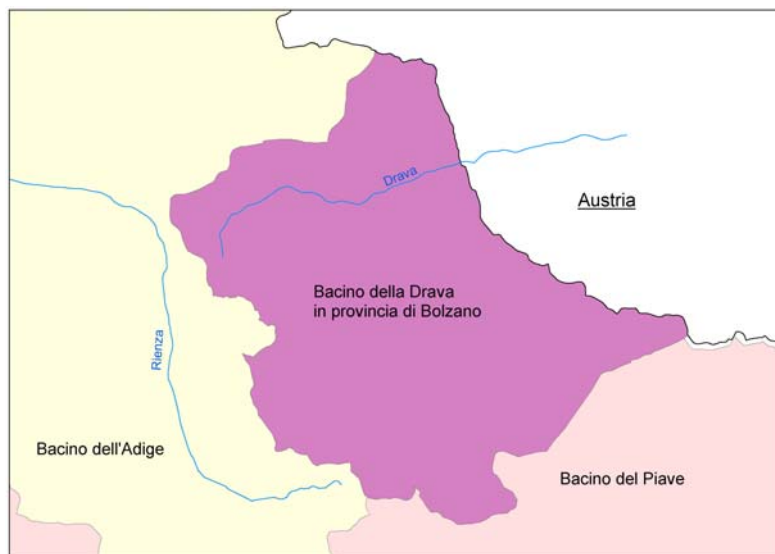 Drava
Austria
Bacino della Drava
in provincia di Bolzano
Rienza
Bacino dell'Adige
Bacino del Piave